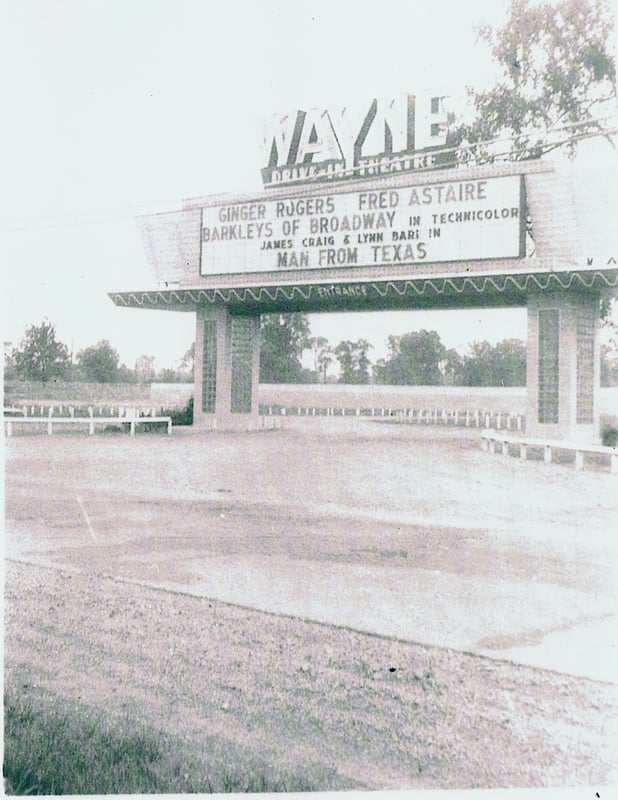 WAYNE
DRIVE-IN THEATRE
GINGER ROGERS FRED ASTAIRE
BARKLEYS OF BROADWAY IN TECHNICOLOR
JAMES CRAIG & LYNN BARI IN
MAN FROM TEXAS
ENTRANCE